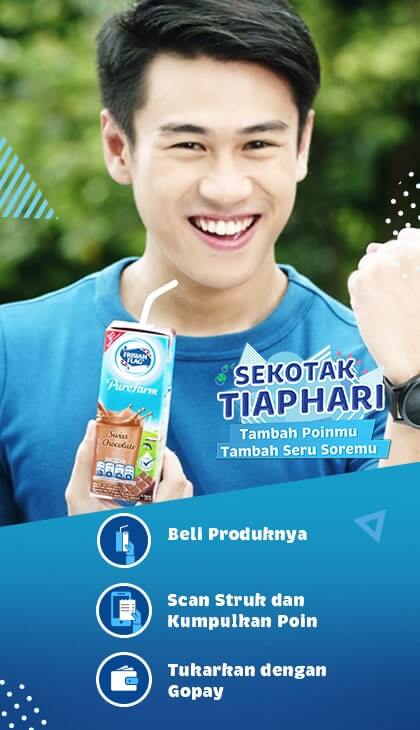 SEKOTAK
TIAPHARI
Tambah Poinmu
Tambah Seru Soremu
FRISIAN
FLAG
Purefarm
Swiss
Chocolate
Beli Produknya
Scan Struk dan
Kumpulkan Poin
Tukarkan dengan
Gopay